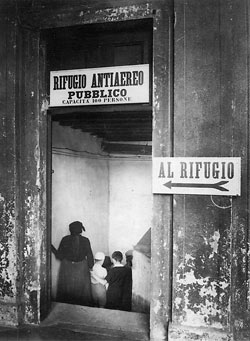 RIFUGIO ANTIAEREO
PUBBLICO
CAPACITÀ 100 PERSONE
AL RIFUGIO